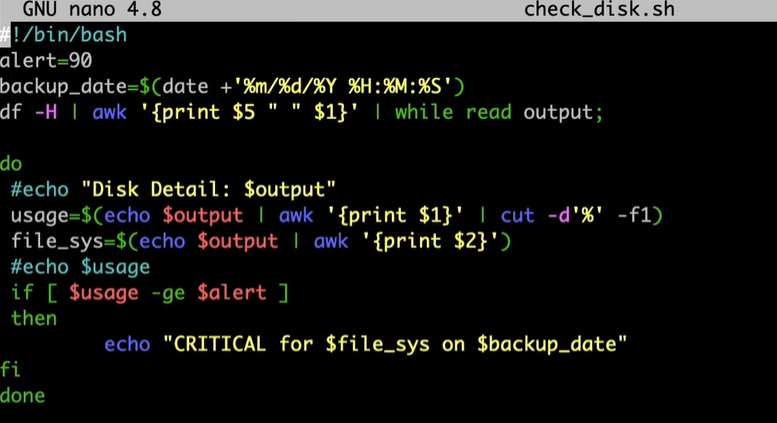 GNU nano 4.8 check_disk.sh
#!/bin/bash
alert=90
backup_date=$(date +'%m/%d/%Y %H:%M:%S')
df -H | awk '{print $5 " " $1}' | while read output;
do
#echo "Disk Detail: $output"
usage=$(echo $output | awk '{print $1}' | cut -d'%' -f1)
file_sys=$(echo $output | awk '{print $2}')
#echo $usage
if [ $usage -ge $alert ]
then
echo "CRITICAL for $file_sys on $backup_date"
fi
done